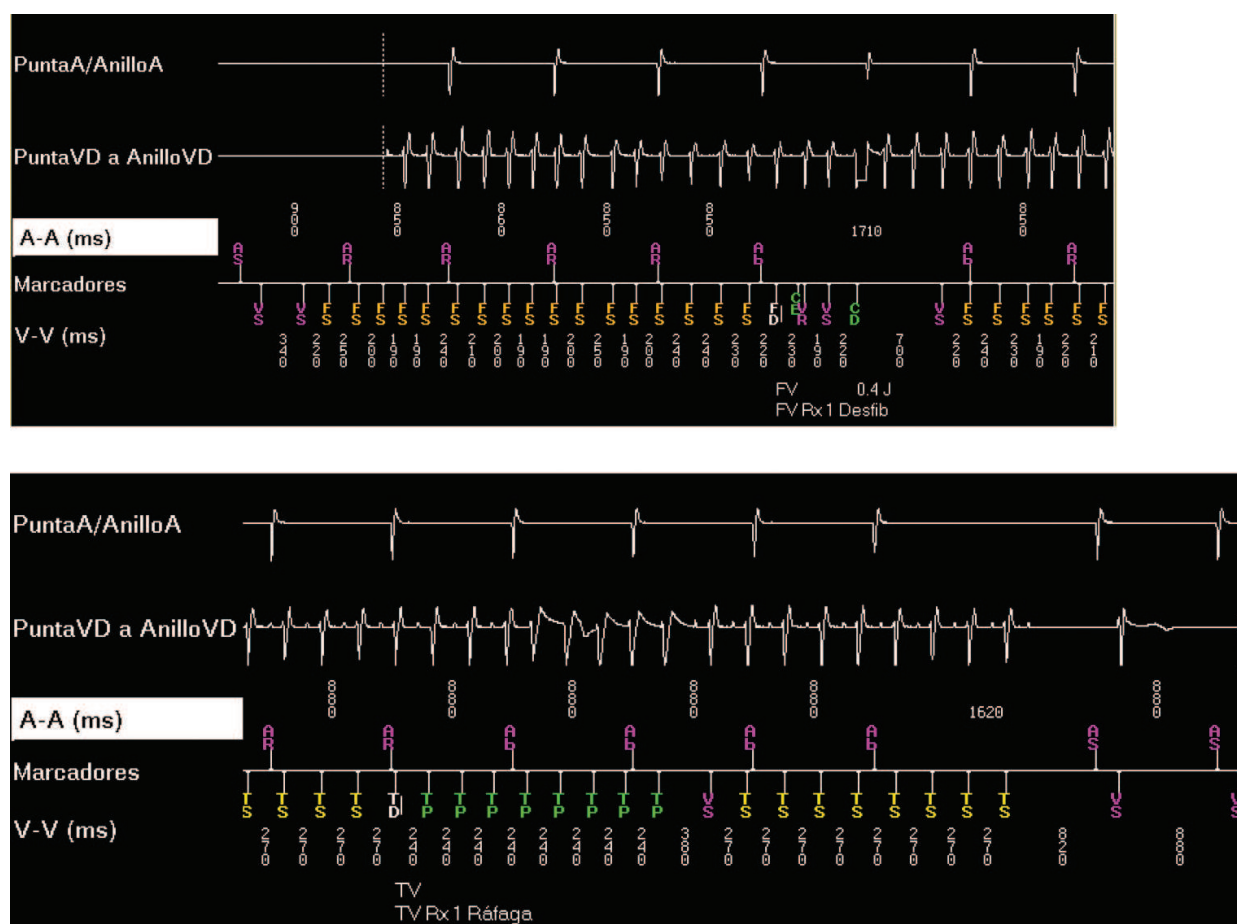 PuntaA/AnilloA
PuntaVD a AnilloVD
900 850 860 850 850 1710 850
A-A (ms)
AS AR AR AR AR Ab Ab AR
Marcadores
VS VS FS FS FS FS FS FS FS FS FS FS FS FS FS FS FS FS FS FD CE VR VS CD VS FS FS FS FS FS FS
V-V (ms)
340 220 250 200 190 190 240 210 200 190 190 200 250 190 200 240 240 230 220 230 190 220 700 220 240 230 190 220 210
FV 0.4 J
FV Rx 1 Desfib
PuntaA/AnilloA
PuntaVD a AnilloVD
880 880 880 880 880 1620 880
A-A (ms)
AR AR Ab Ab Ab Ab AS AS
Marcadores
TS TS TS TS TD TP TP TP TP TP TP TP TP VS TS TS TS TS TS TS TS TS VS VS
V-V (ms)
270 270 270 270 240 240 240 240 240 240 240 240 380 270 270 270 270 270 270 270 270 820 880
TV
TV Rx 1 Ráfaga